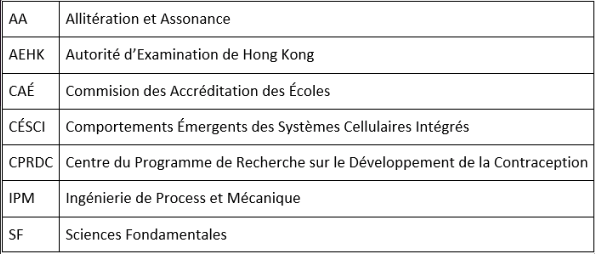 AA Allitération et Assonance
AEHK Autorité d’Examination de Hong Kong
CAÉ Commision des Accréditation des Écoles
CÉSCI Comportements Émergents des Systèmes Cellulaires Intégrés
CPRDC Centre du Programme de Recherche sur le Développement de la Contraception
IPM Ingénierie de Process et Mécanique
SF Sciences Fondamentales